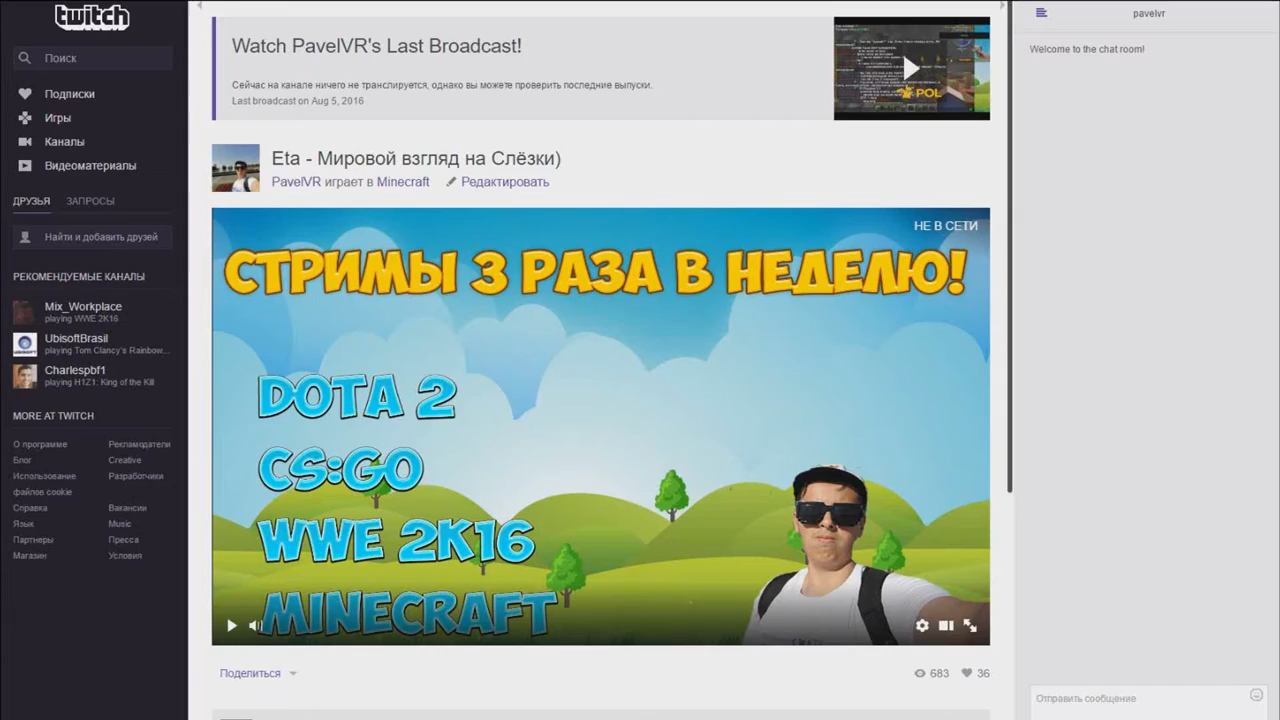 twitch
Поиск
Подписки
Игры
Каналы
Видеоматериалы
ДРУЗЬЯ ЗАПРОСЫ
Найти и добавить друзей
РЕКОМЕНДУЕМЫЕ КАНАЛЫ
Mix_Workplace
playing WWE 2K16
UbisoftBrasil
playing Tom Clancy's Rainbow...
Charlespbf1
playing H1Z1: King of the Kill
MORE AT TWITCH
О программе Рекламодатели
Блог Creative
Использование файлов cookie Разработчики
Справка Вакансии
Язык Music
Партнеры Пресса
Магазин Условия
Watch PavelVR's Last Broadcast!
Сейчас на канале ничего не транслируется, однако вы можете проверить последние выпуски.
Last broadcast on Aug 5, 2016
POL
Eta - Мировой взгляд на Слёзки)
PavelVR играет в Minecraft Редактировать
НЕ В СЕТИ
СТРИМЫ 3 РАЗА В НЕДЕЛЮ!
DOTA 2
CS:GO
WWE 2K16
MINECRAFT
Поделиться 683 36
pavelvr
Welcome to the chat room!
Отправить сообщение